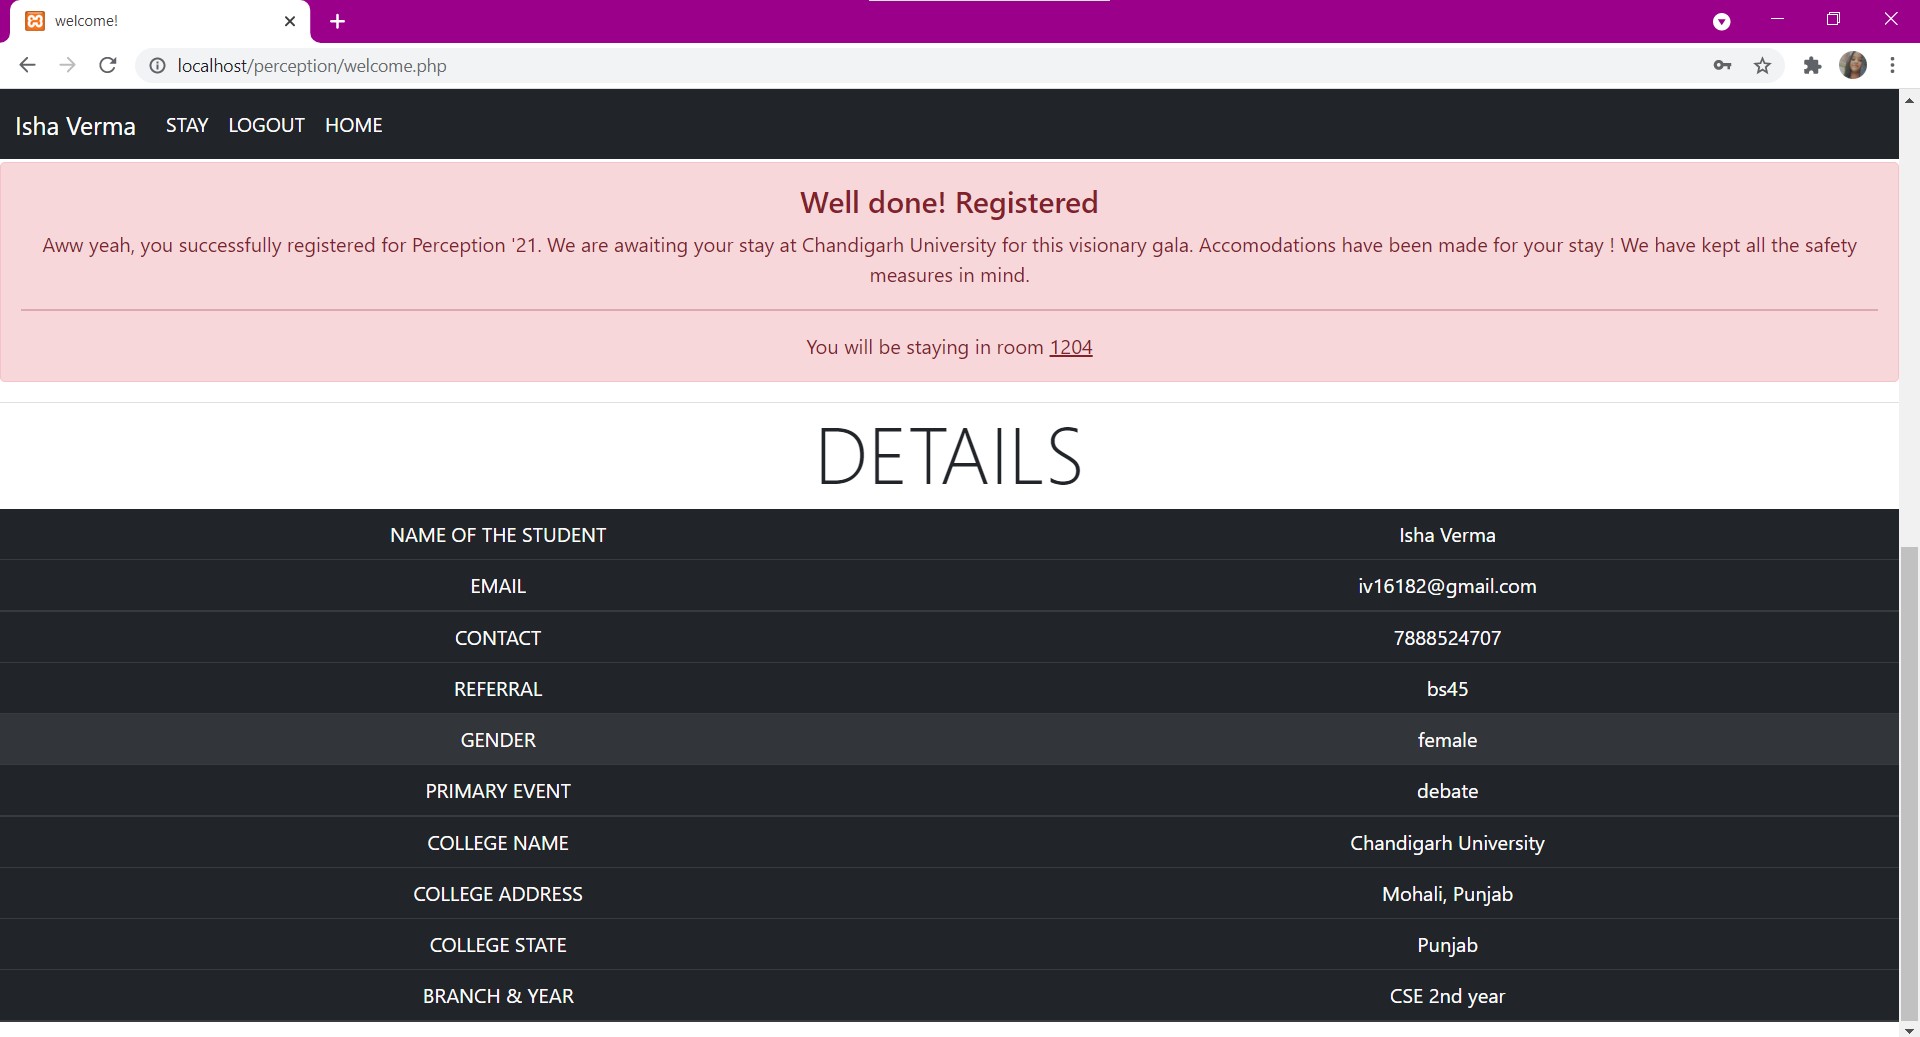 welcome!
localhost/perception/welcome.php
Isha Verma STAY LOGOUT HOME
Well done! Registered
Aww yeah, you successfully registered for Perception '21. We are awaiting your stay at Chandigarh University for this visionary gala. Accomodations have been made for your stay ! We have kept all the safety
measures in mind.
You will be staying in room 1204
DETAILS
NAME OF THE STUDENT Isha Verma
EMAIL iv16182@gmail.com
CONTACT 7888524707
REFERRAL bs45
GENDER female
PRIMARY EVENT debate
COLLEGE NAME Chandigarh University
COLLEGE ADDRESS Mohali, Punjab
COLLEGE STATE Punjab
BRANCH & YEAR CSE 2nd year